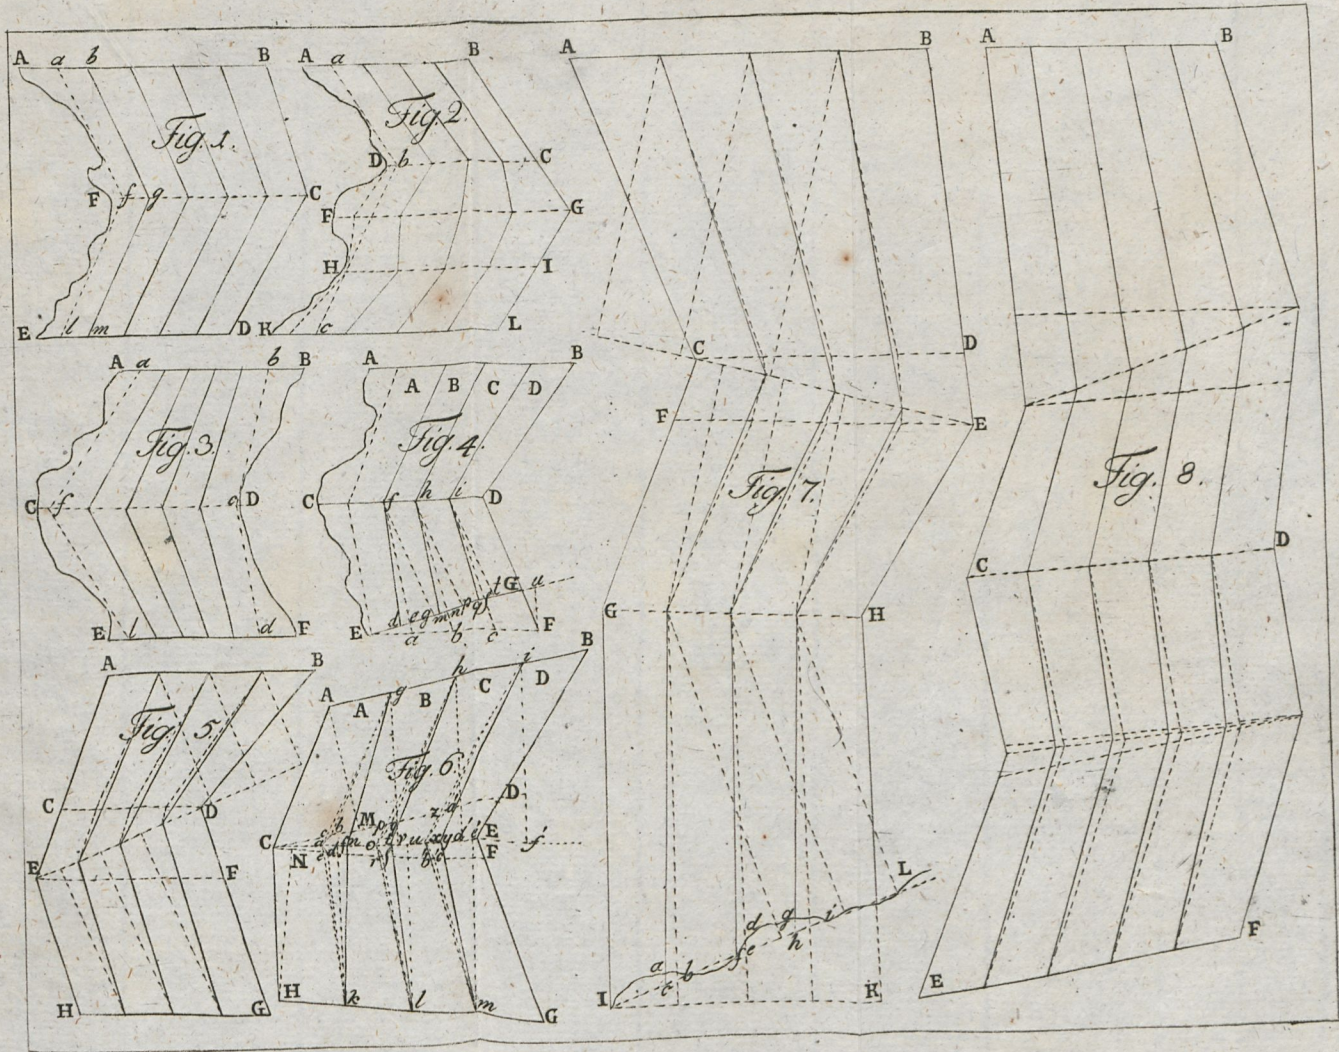 A a b B
Fig. 1.
F f g C
E l m D
A a B
Fig. 2.
D b C
F G
H I
K c L
A a b B
Fig. 3.
C f e D
E l d F
A B
A B C D
Fig. 4.
C f h i D
d e g m n p q t G u
E a b c F
A B
Fig. 5.
C D
E F
H G
A g h i B
A B C D
Fig. 6
M z D
C E
N F
H k l m G
A B
C D
F E
Fig. 7.
G H
L
d g i
a f e h
c b
I K
A B
Fig. 8.
C D
E F